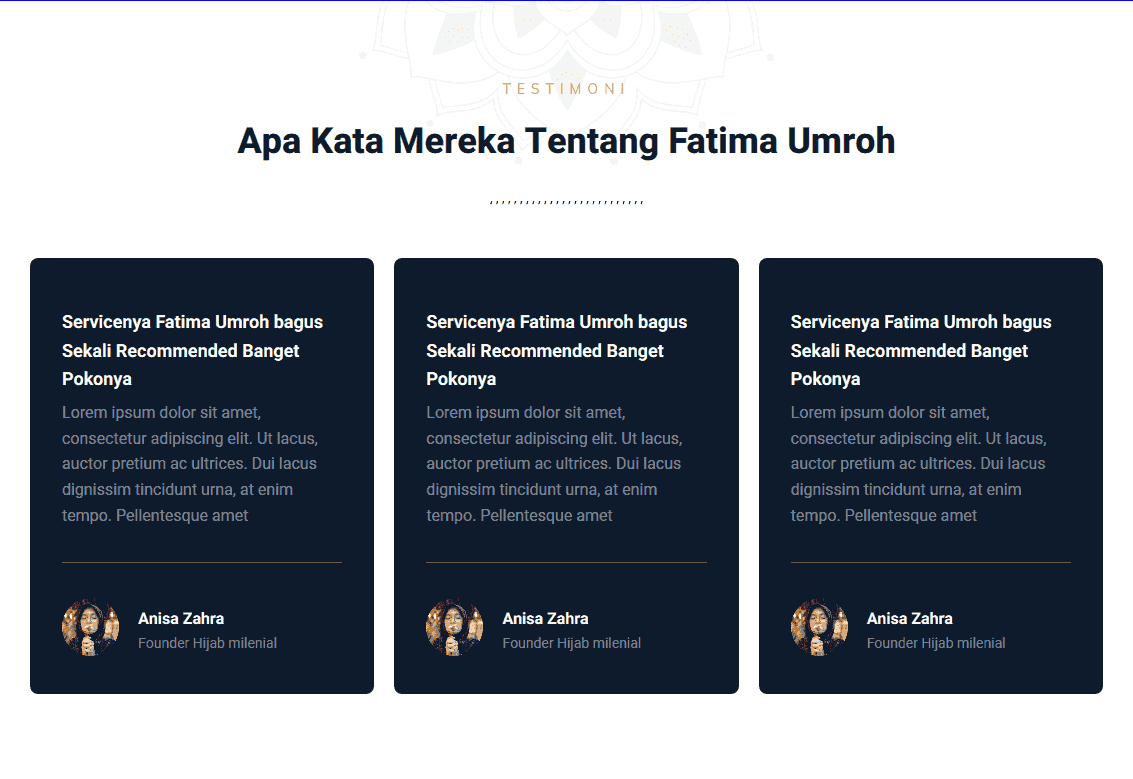 TESTIMONI
Apa Kata Mereka Tentang Fatima Umroh
Servicenya Fatima Umroh bagus
Sekali Recommended Banget
Pokonya
Lorem ipsum dolor sit amet,
consectetur adipiscing elit. Ut lacus,
auctor pretium ac ultrices. Dui lacus
dignissim tincidunt urna, at enim
tempo. Pellentesque amet
Anisa Zahra
Founder Hijab milenial
Servicenya Fatima Umroh bagus
Sekali Recommended Banget
Pokonya
Lorem ipsum dolor sit amet,
consectetur adipiscing elit. Ut lacus,
auctor pretium ac ultrices. Dui lacus
dignissim tincidunt urna, at enim
tempo. Pellentesque amet
Anisa Zahra
Founder Hijab milenial
Servicenya Fatima Umroh bagus
Sekali Recommended Banget
Pokonya
Lorem ipsum dolor sit amet,
consectetur adipiscing elit. Ut lacus,
auctor pretium ac ultrices. Dui lacus
dignissim tincidunt urna, at enim
tempo. Pellentesque amet
Anisa Zahra
Founder Hijab milenial